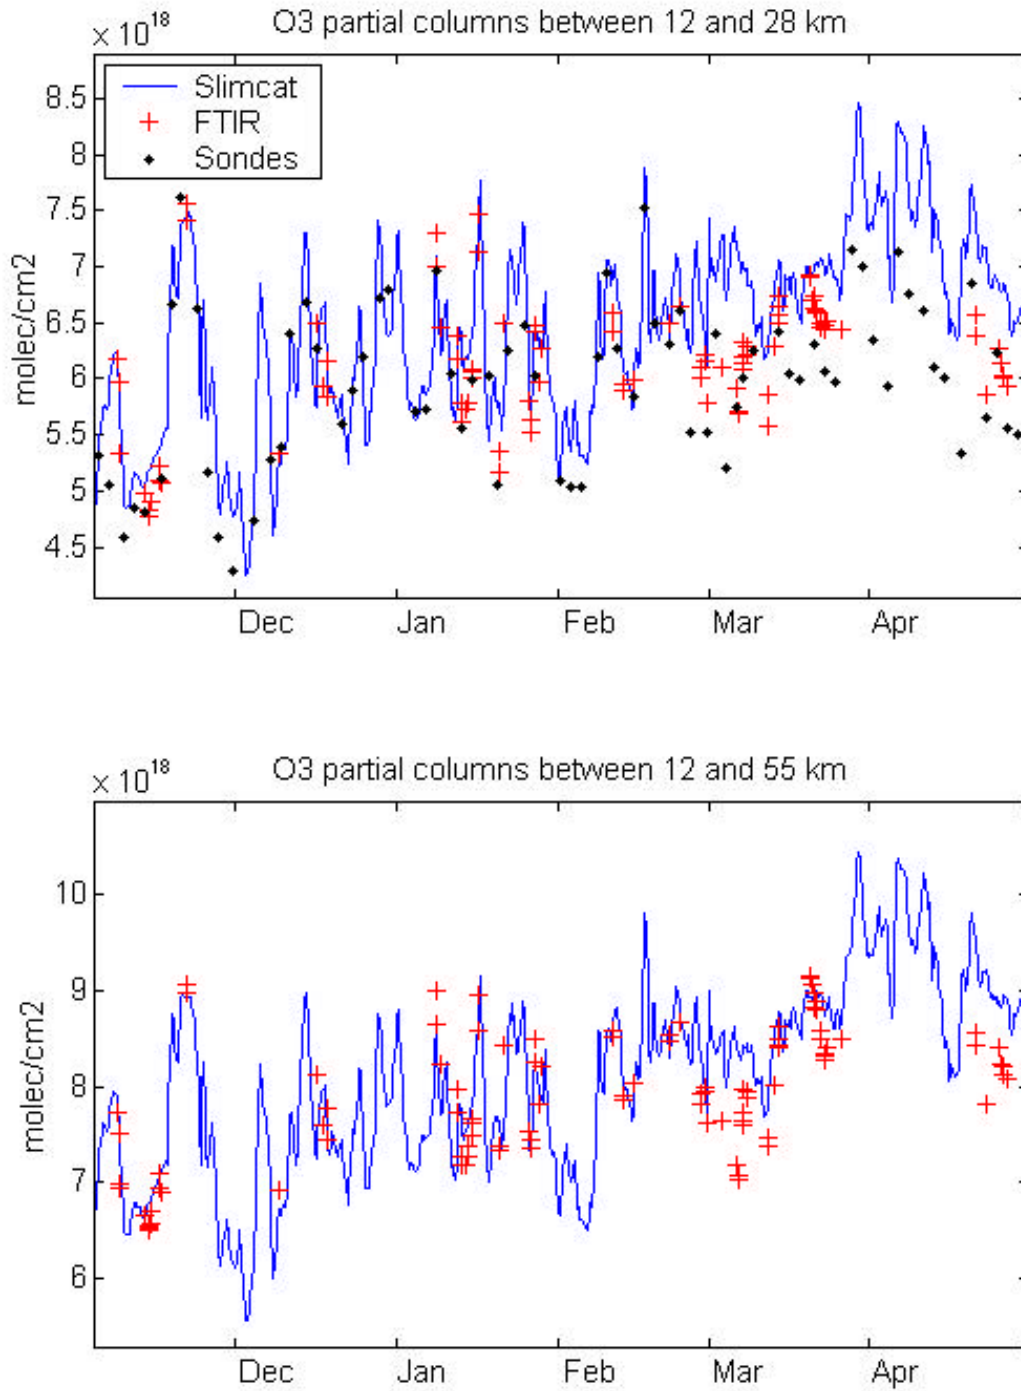 × 10^18
O3 partial columns between 12 and 28 km
Slimcat
FTIR
Sondes
8.5
8
7.5
7
6.5
6
5.5
5
4.5
molec/cm2
Dec Jan Feb Mar Apr
× 10^18
O3 partial columns between 12 and 55 km
10
9
8
7
6
molec/cm2
Dec Jan Feb Mar Apr